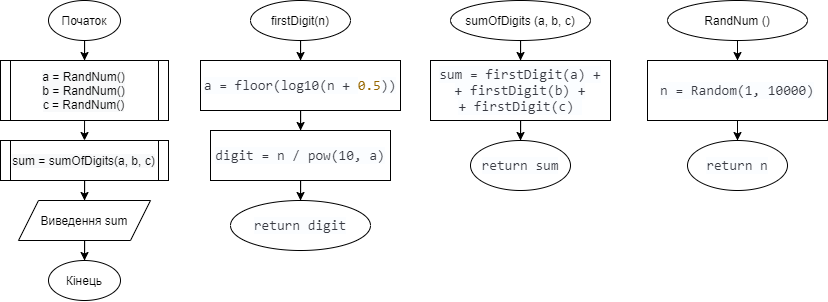 Початок
a = RandNum()
b = RandNum()
c = RandNum()
sum = sumOfDigits(a, b, c)
Виведення sum
Кінець
firstDigit(n)
a = floor(log10(n + 0.5))
digit = n / pow(10, a)
return digit
sumOfDigits (a, b, c)
sum = firstDigit(a) +
+ firstDigit(b) +
+ firstDigit(c)
return sum
RandNum ()
n = Random(1, 10000)
return n